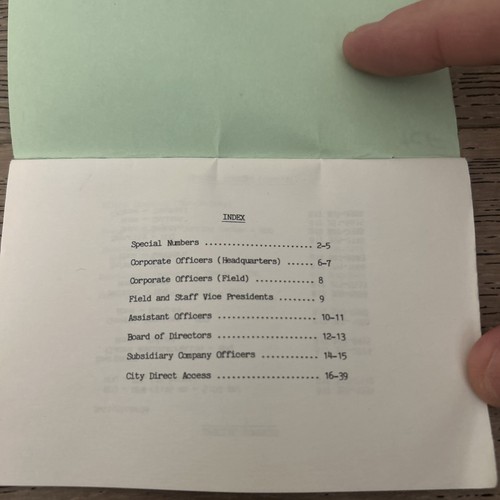 INDEX
Special Numbers ........................ 2-5
Corporate Officers (Headquarters) ...... 6-7
Corporate Officers (Field) ............. 8
Field and Staff Vice Presidents ........ 9
Assistant Officers ..................... 10-11
Board of Directors ..................... 12-13
Subsidiary Company Officers ............ 14-15
City Direct Access ..................... 16-39